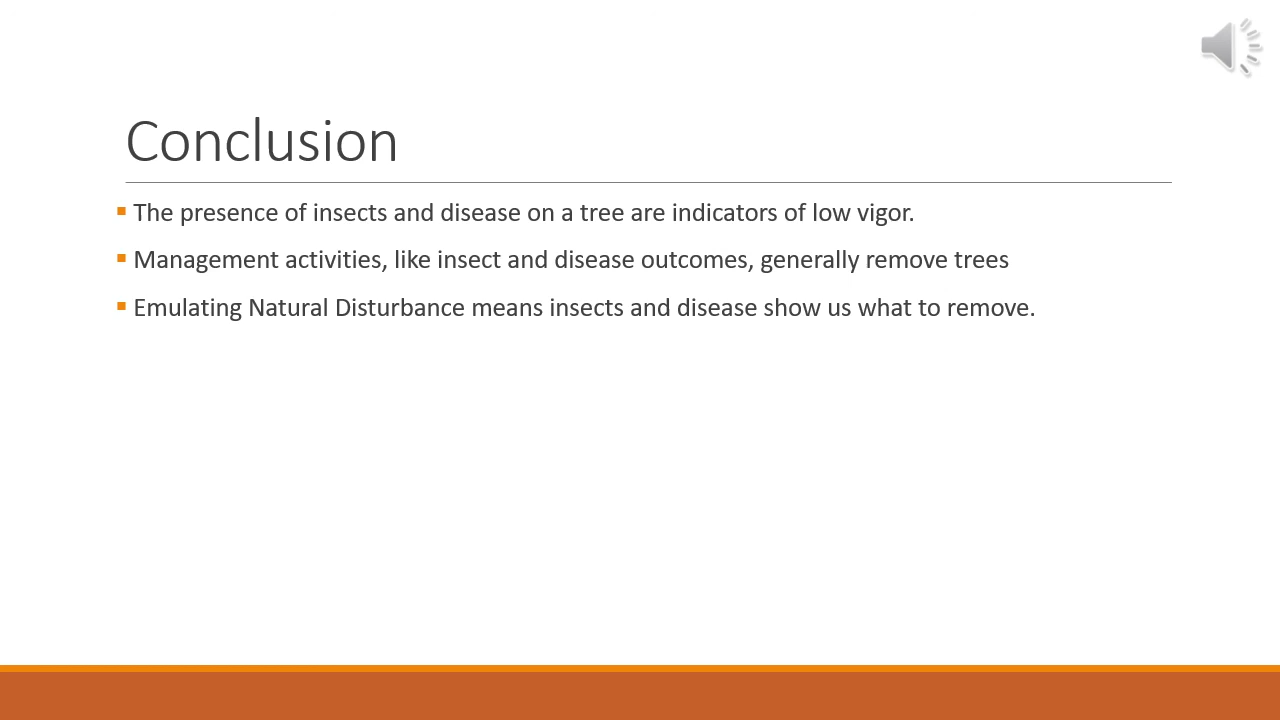 Conclusion
The presence of insects and disease on a tree are indicators of low vigor.
Management activities, like insect and disease outcomes, generally remove trees
Emulating Natural Disturbance means insects and disease show us what to remove.